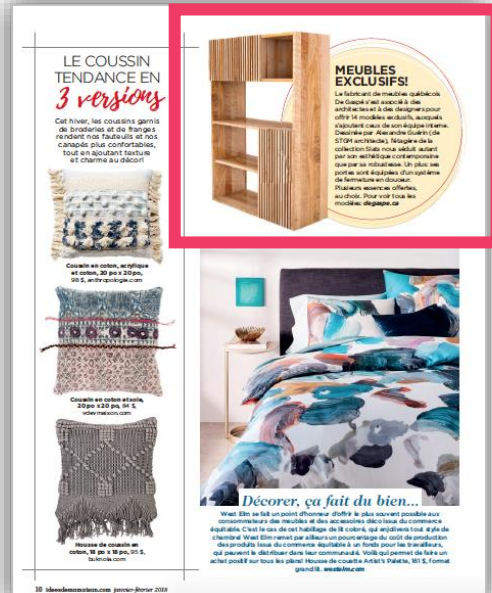 LE COUSSIN
TENDANCE EN
3 versions
Cet hiver, les coussins garnis
de broderies et de franges
rendent nos fauteuils et nos
canapés plus confortables,
tout en ajoutant texture
et charme au décor!
Coussin en coton, acrylique
et coton, 20 po x 20 po,
98 $, anthropologie.com
Coussin en coton et soie,
20 po x 20 po, 84 $,
vdevmaison.com
Housse de coussin en
coton, 18 po x 18 po, 95 $,
tuknola.com
MEUBLES
EXCLUSIFS!
Le fabricant de meubles québécois
De Gaspé s'est associé à des
architectes et à des designers pour
offrir 14 modèles exclusifs, auxquels
s'ajoutent ceux de son équipe interne.
Dessinée par Alexandre Guérin (de
STGM architecte), l'étagère de la
collection Slats nous séduit autant
par son esthétique contemporaine
que par sa robustesse. Un plus: ses
portes sont équipées d'un système
de fermeture en douceur.
Plusieurs essences offertes,
au choix. Pour voir tous les
modèles: degaspe.ca
Décorer, ça fait du bien...
West Elm se fait un point d'honneur d'offrir le plus souvent possible aux
consommateurs des meubles et des accessoires déco issus du commerce
équitable. C'est le cas de cet habillage de lit coloré, qui enjolivera tout style de
chambre! West Elm remet par ailleurs un pourcentage du coût de production
des produits issus du commerce équitable à un fonds pour les travailleurs,
qui peuvent le distribuer dans leur communauté. Voilà qui permet de faire un
achat positif sur tous les plans! Housse de couette Artist's Palette, 161 $, format
grand lit. westelm.com
10 ideesdemamaison.com janvier-février 2018